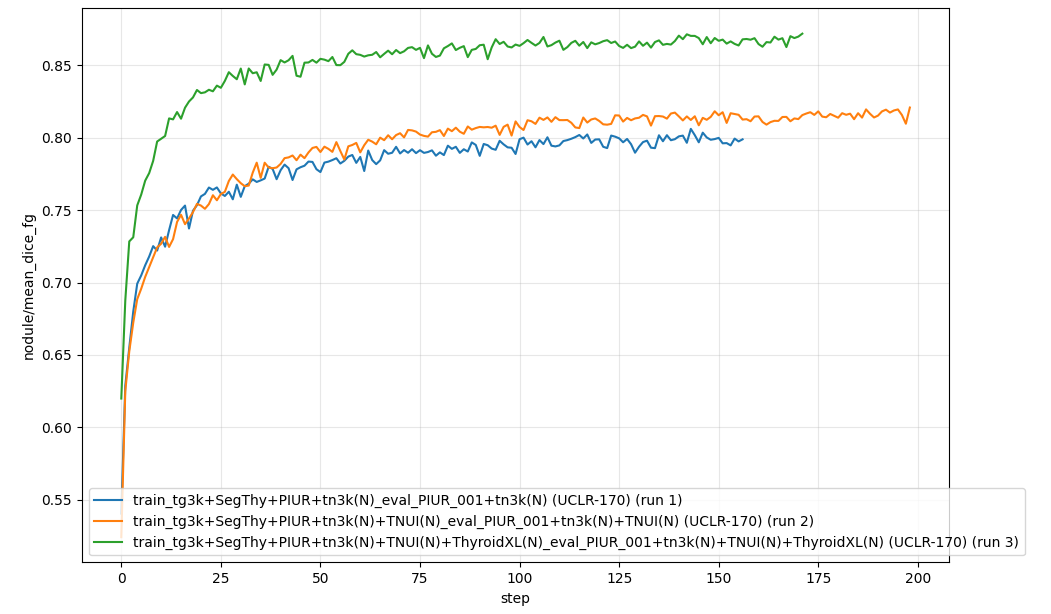 nodule/mean_dice_fg
0.85
0.80
0.75
0.70
0.65
0.60
0.55
train_tg3k+SegThy+PIUR+tn3k(N)_eval_PIUR_001+tn3k(N) (UCLR-170) (run 1)
train_tg3k+SegThy+PIUR+tn3k(N)+TNUI(N)_eval_PIUR_001+tn3k(N)+TNUI(N) (UCLR-170) (run 2)
train_tg3k+SegThy+PIUR+tn3k(N)+TNUI(N)+ThyroidXL(N)_eval_PIUR_001+tn3k(N)+TNUI(N)+ThyroidXL(N) (UCLR-170) (run 3)
0 25 50 75 100 125 150 175 200
step